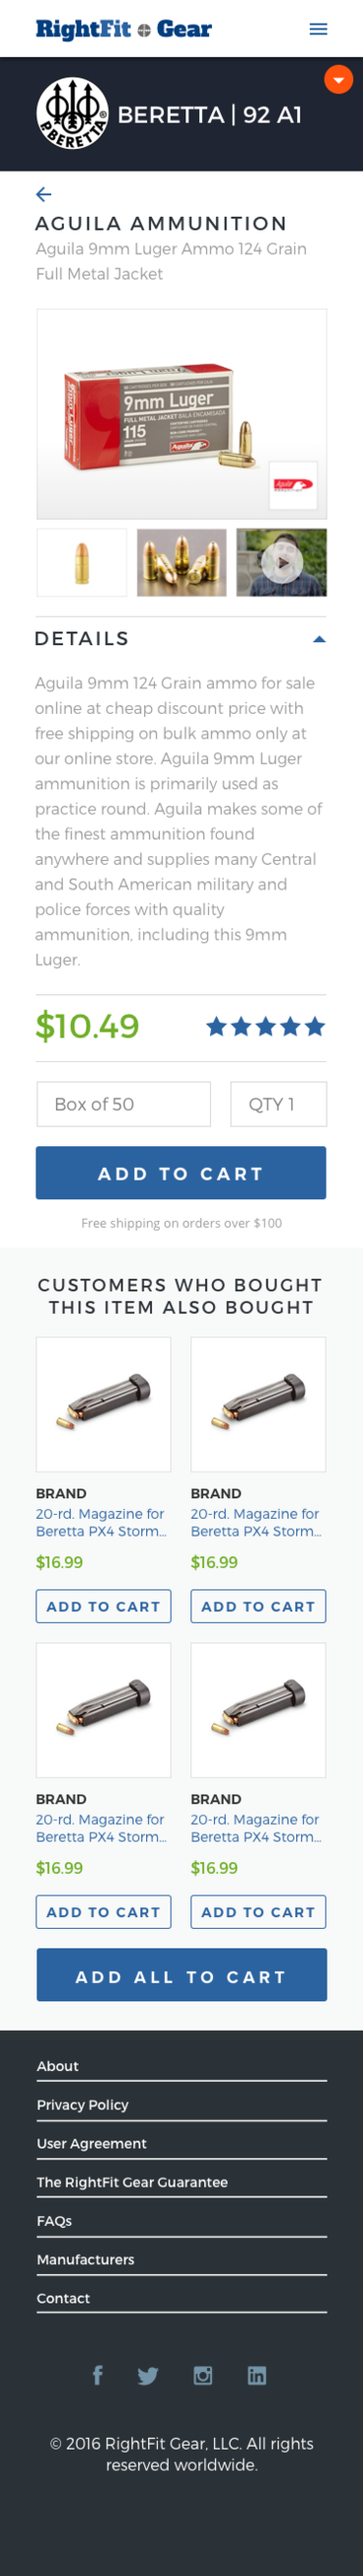 RightFit Gear
P. BERETTA
BERETTA | 92 A1
AGUILA AMMUNITION
Aguila 9mm Luger Ammo 124 Grain
Full Metal Jacket
9mm Luger
FULL METAL JACKET BALA ENCAMISADA
115
Aguila
DETAILS
Aguila 9mm 124 Grain ammo for sale
online at cheap discount price with
free shipping on bulk ammo only at
our online store. Aguila 9mm Luger
ammunition is primarily used as
practice round. Aguila makes some of
the finest ammunition found
anywhere and supplies many Central
and South American military and
police forces with quality
ammunition, including this 9mm
Luger.
$10.49
Box of 50 QTY 1
ADD TO CART
Free shipping on orders over $100
CUSTOMERS WHO BOUGHT
THIS ITEM ALSO BOUGHT
BRAND BRAND
20-rd. Magazine for 20-rd. Magazine for
Beretta PX4 Storm... Beretta PX4 Storm...
$16.99 $16.99
ADD TO CART ADD TO CART
BRAND BRAND
20-rd. Magazine for 20-rd. Magazine for
Beretta PX4 Storm... Beretta PX4 Storm...
$16.99 $16.99
ADD TO CART ADD TO CART
ADD ALL TO CART
About
Privacy Policy
User Agreement
The RightFit Gear Guarantee
FAQs
Manufacturers
Contact
© 2016 RightFit Gear, LLC. All rights
reserved worldwide.